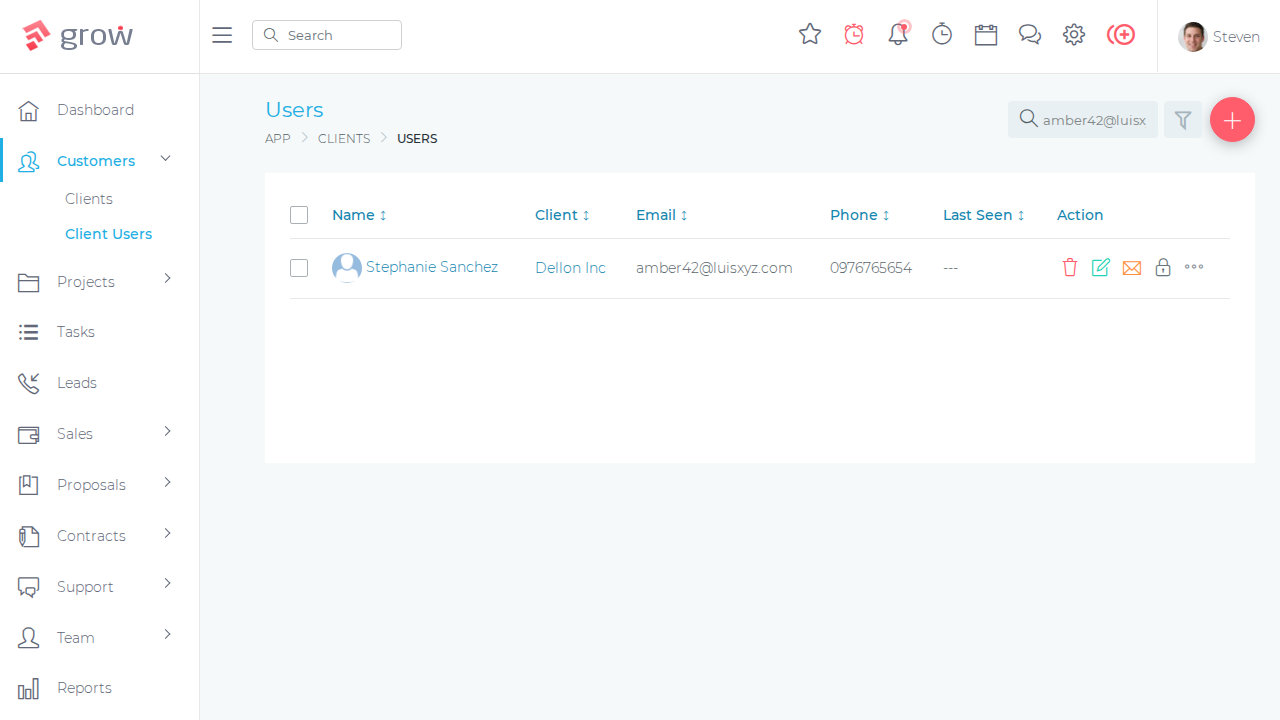 grow
Search
Steven
Dashboard
Customers
Clients
Client Users
Projects
Tasks
Leads
Sales
Proposals
Contracts
Support
Team
Reports
Users
APP
CLIENTS
USERS
amber42@luisx
Name
Client
Email
Phone
Last Seen
Action
Stephanie Sanchez
Dellon Inc
amber42@luisxyz.com
0976765654
---